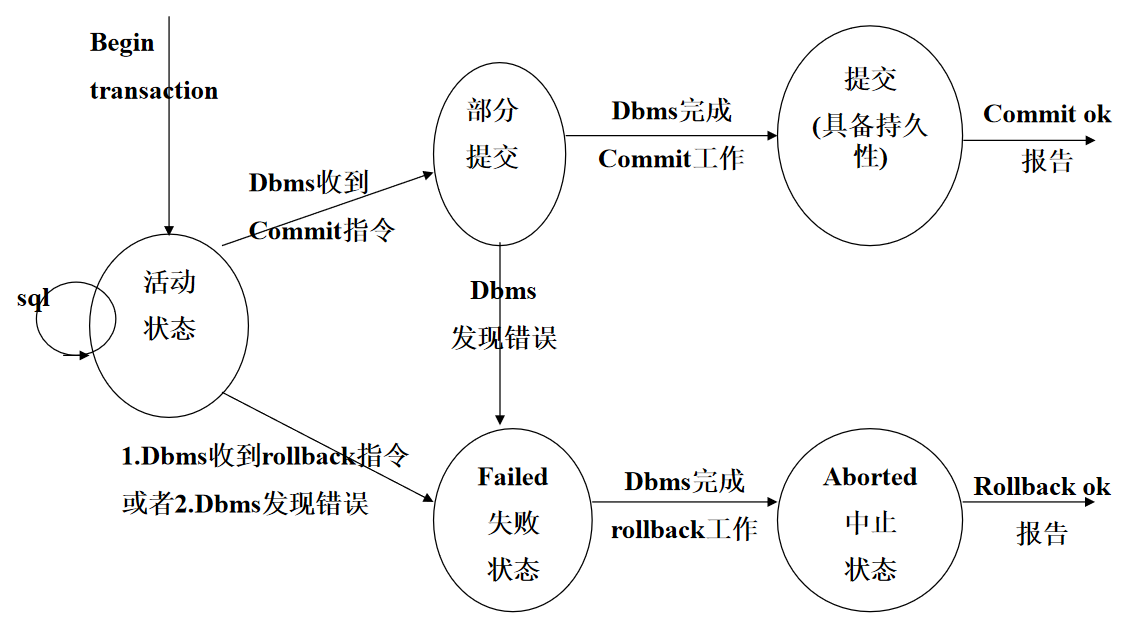 Begin
transaction
部分
提交
Dbms完成
Commit工作
提交
(具备持久
性)
Commit ok
报告
Dbms收到
Commit指令
sql
活动
状态
Dbms
发现错误
1.Dbms收到rollback指令
或者2.Dbms发现错误
Failed
失败
状态
Dbms完成
rollback工作
Aborted
中止
状态
Rollback ok
报告